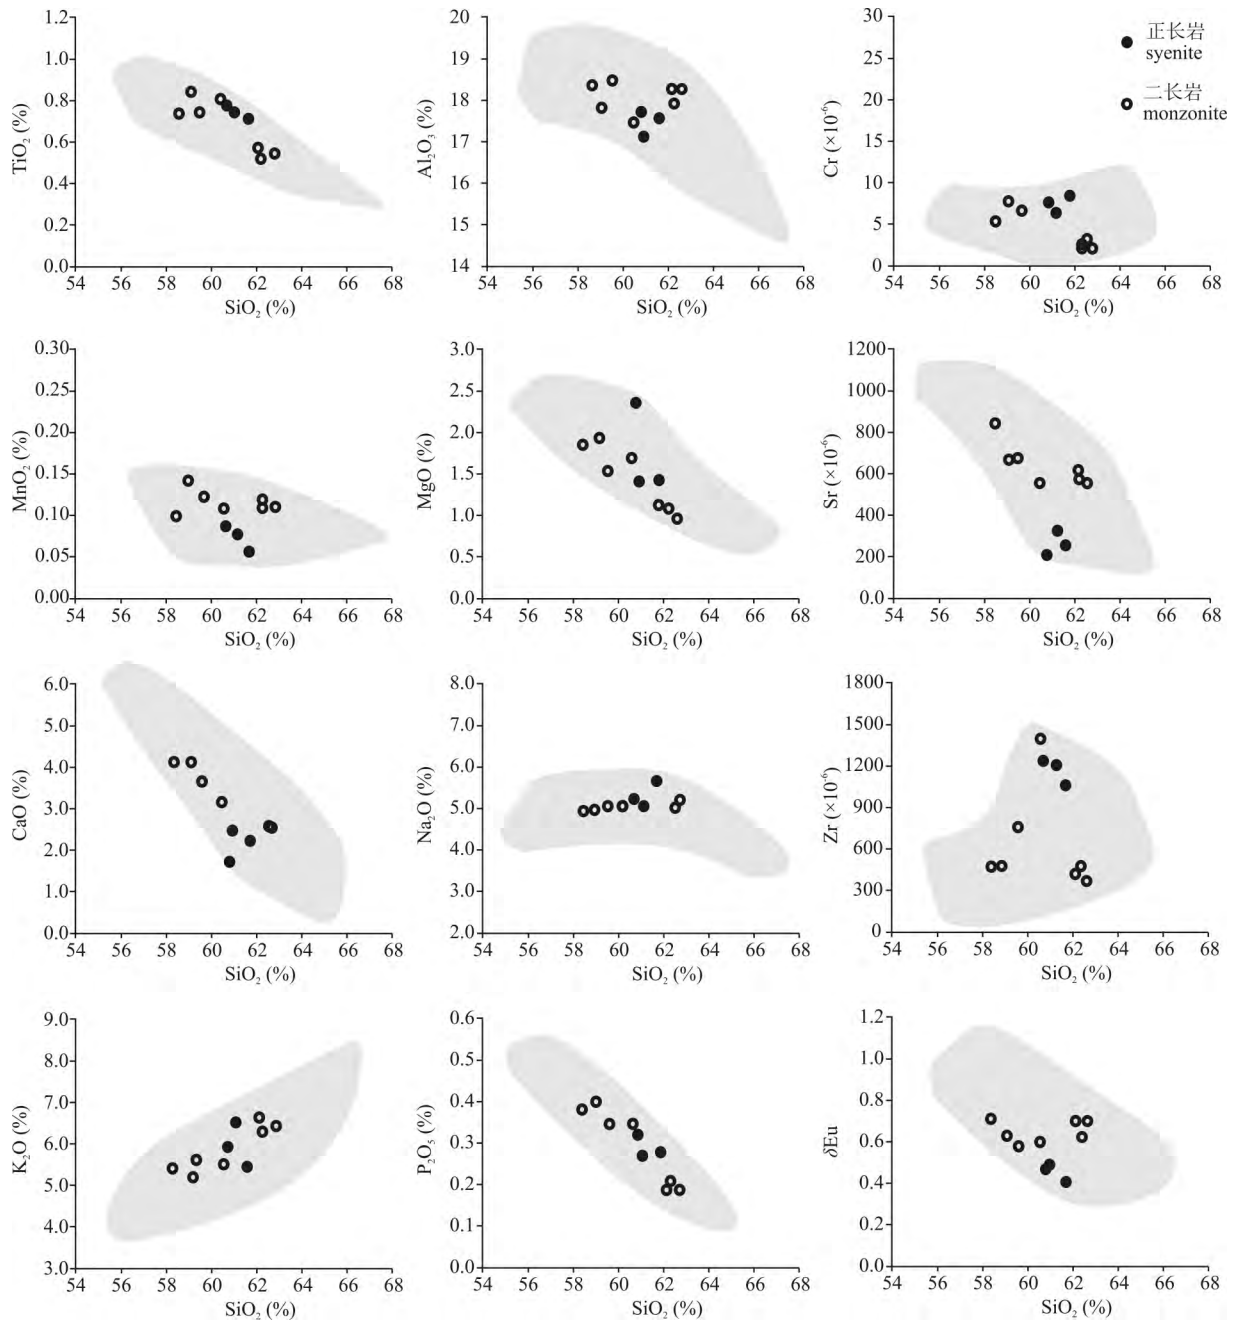 1.2
1.0
0.8
0.6
0.4
0.2
0.0
TiO₂ (%)
54 56 58 60 62 64 66 68
SiO₂ (%)
20
19
18
17
16
15
14
Al₂O₃ (%)
54 56 58 60 62 64 66 68
SiO₂ (%)
30
25
20
15
10
5
0
Cr (×10⁻⁶)
54 56 58 60 62 64 66 68
SiO₂ (%)
正长岩
syenite
二长岩
monzonite
0.30
0.25
0.20
0.15
0.10
0.05
0.00
MnO₂ (%)
54 56 58 60 62 64 66 68
SiO₂ (%)
3.0
2.5
2.0
1.5
1.0
0.5
0.0
MgO (%)
54 56 58 60 62 64 66 68
SiO₂ (%)
1200
1000
800
600
400
200
0
Sr (×10⁻⁶)
54 56 58 60 62 64 66 68
SiO₂ (%)
6.0
5.0
4.0
3.0
2.0
1.0
0.0
CaO (%)
54 56 58 60 62 64 66 68
SiO₂ (%)
8.0
7.0
6.0
5.0
4.0
3.0
2.0
Na₂O (%)
54 56 58 60 62 64 66 68
SiO₂ (%)
1800
1500
1200
900
600
300
0
Zr (×10⁻⁶)
54 56 58 60 62 64 66 68
SiO₂ (%)
9.0
8.0
7.0
6.0
5.0
4.0
3.0
K₂O (%)
54 56 58 60 62 64 66 68
SiO₂ (%)
0.6
0.5
0.4
0.3
0.2
0.1
0.0
P₂O₅ (%)
54 56 58 60 62 64 66 68
SiO₂ (%)
1.2
1.0
0.8
0.6
0.4
0.2
0.0
δEu
54 56 58 60 62 64 66 68
SiO₂ (%)